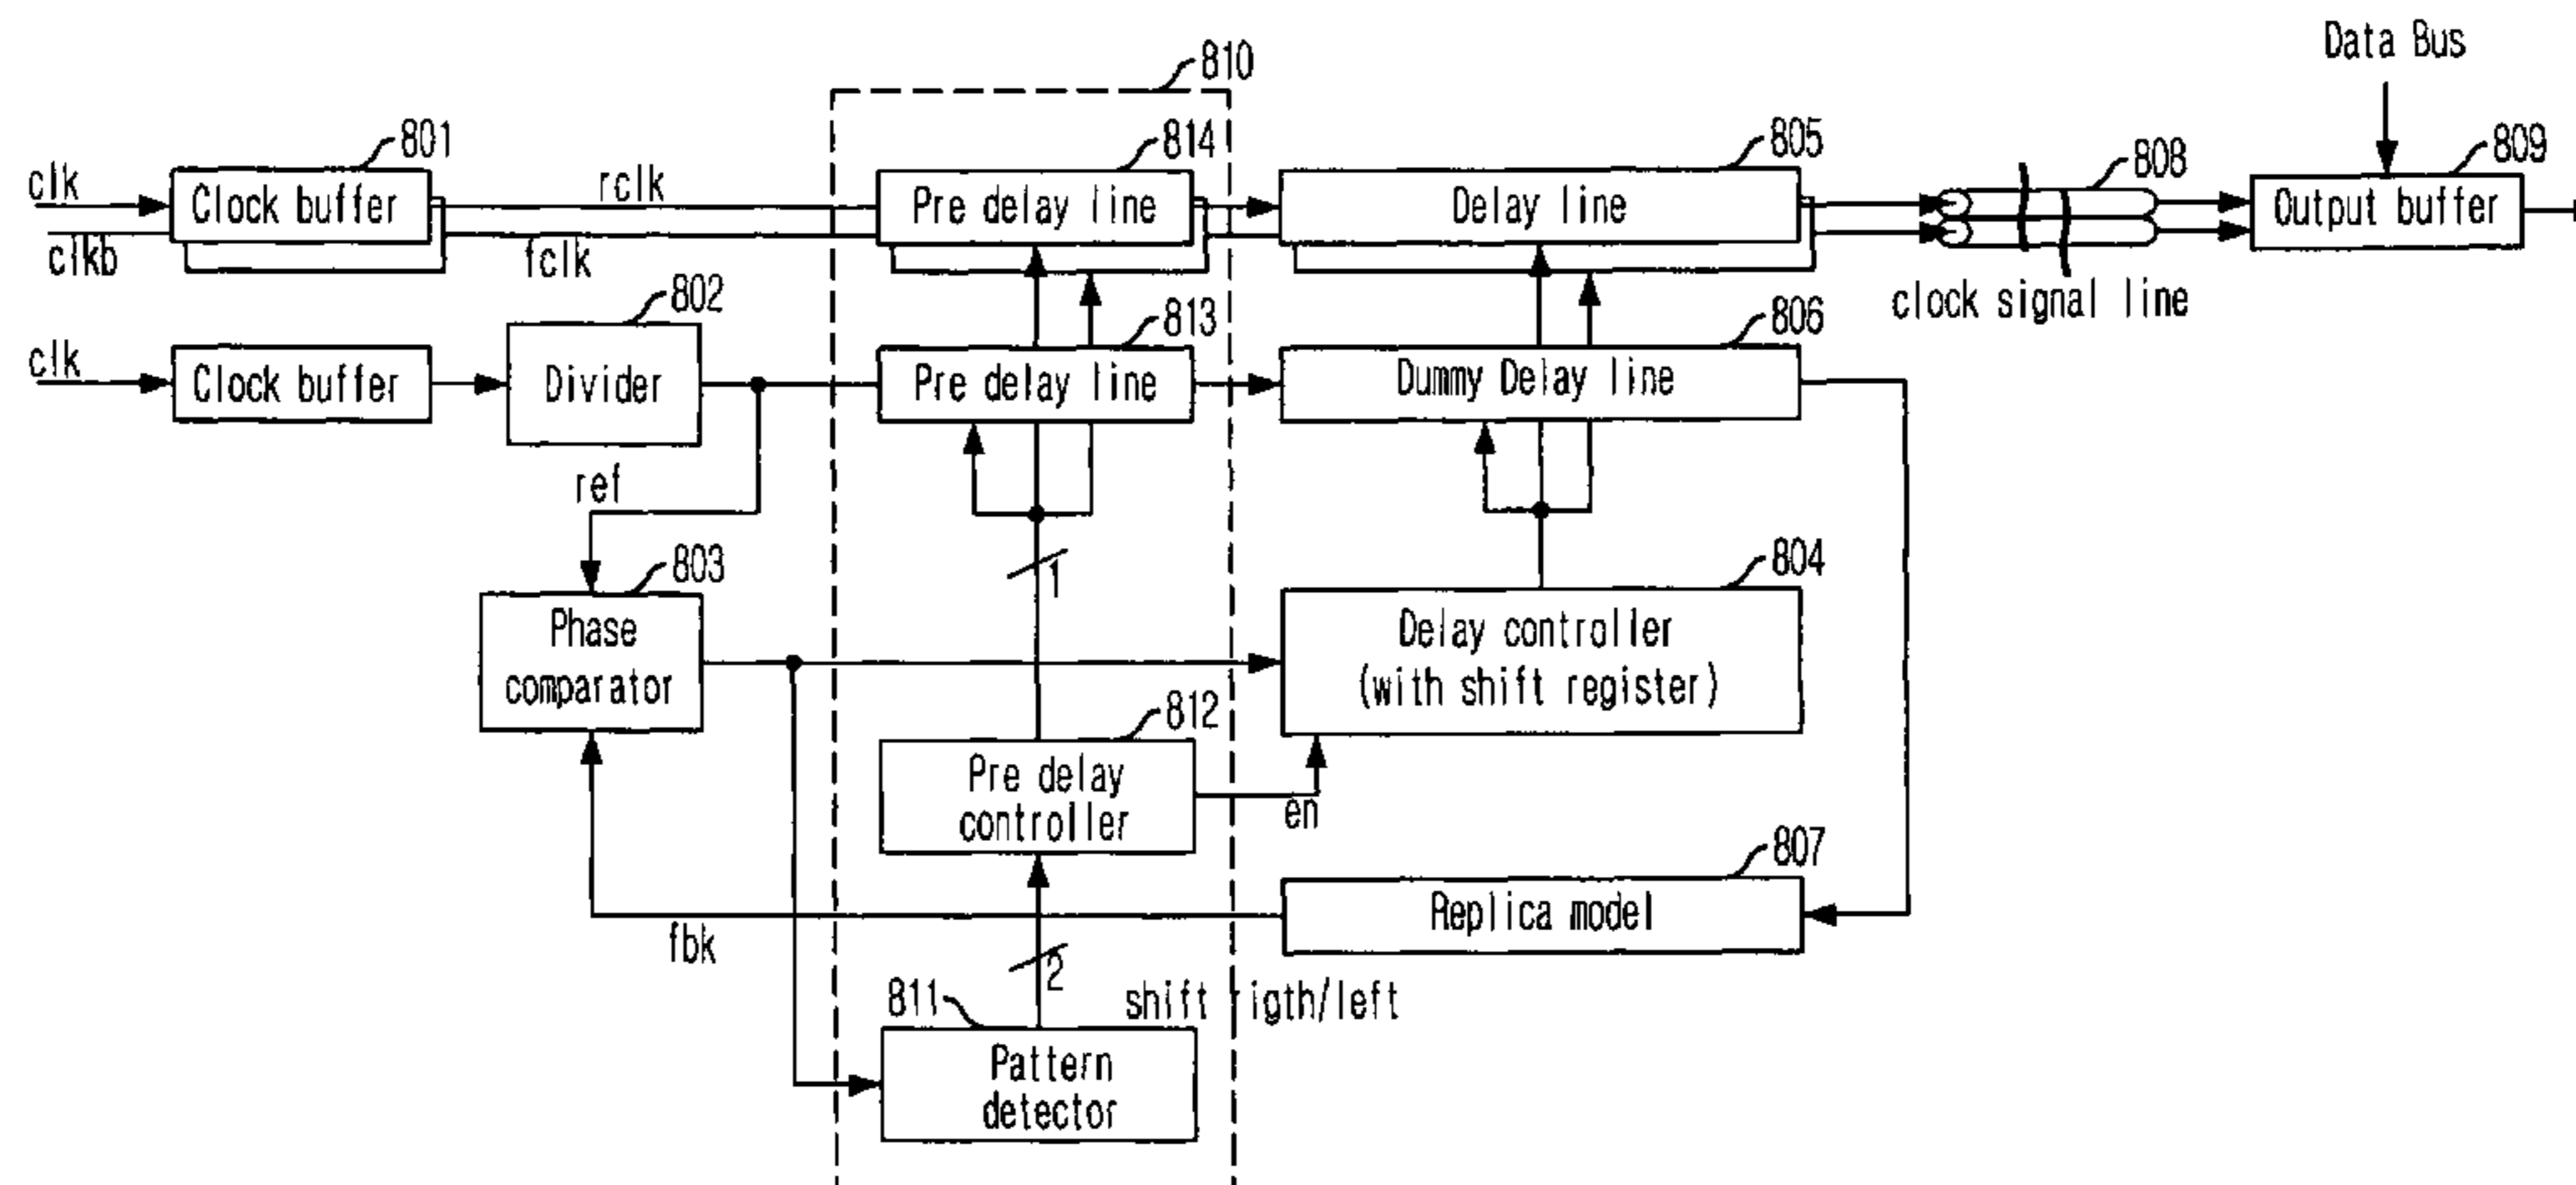 Data Bus
810
801
814
805
808
809
clk
Clock buffer
rclk
Pre delay line
Delay line
Output buffer
clkb
fclk
clock signal line
802
813
806
clk
Clock buffer
Divider
Pre delay line
Dummy Delay line
ref
803
1
804
Phase
comparator
Delay controller
(with shift register)
812
Pre delay
controller
en
807
Replica model
fbk
2
811
shift rigth/left
Pattern
detector